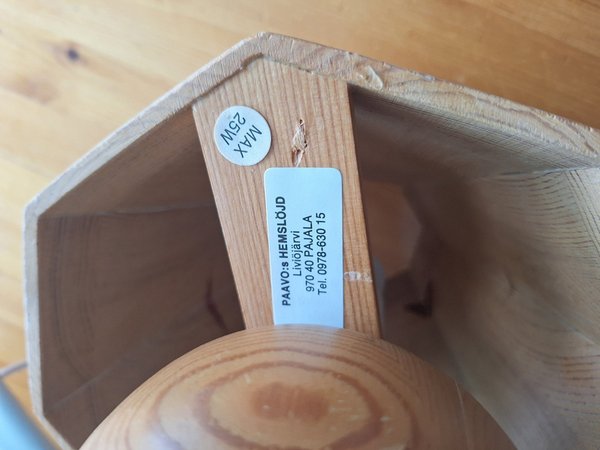 MAX
25W
PAAVO:s HEMSLÖJD
Liviöjärvi
970 40 PAJALA
Tel. 0978-630 15